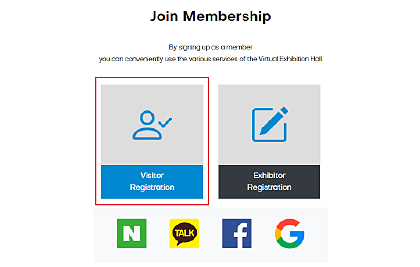 Join Membership
By signing up as a member
you can conveniently use the various services of the Virtual Exhibition Hall.
Visitor
Registration
Exhibitor
Registration
N
TALK
f
G